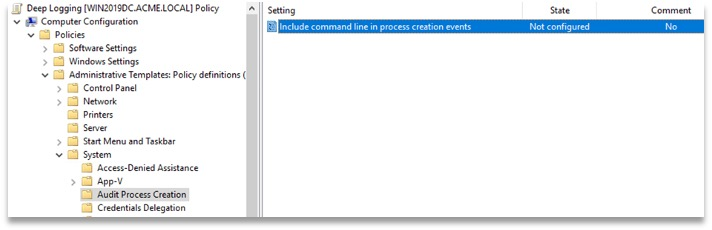 Deep Logging [WIN2019DC.ACME.LOCAL] Policy
Computer Configuration
Policies
Software Settings
Windows Settings
Administrative Templates: Policy definitions (
Control Panel
Network
Printers
Server
Start Menu and Taskbar
System
Access-Denied Assistance
App-V
Audit Process Creation
Credentials Delegation
Setting State Comment
Include command line in process creation events Not configured No